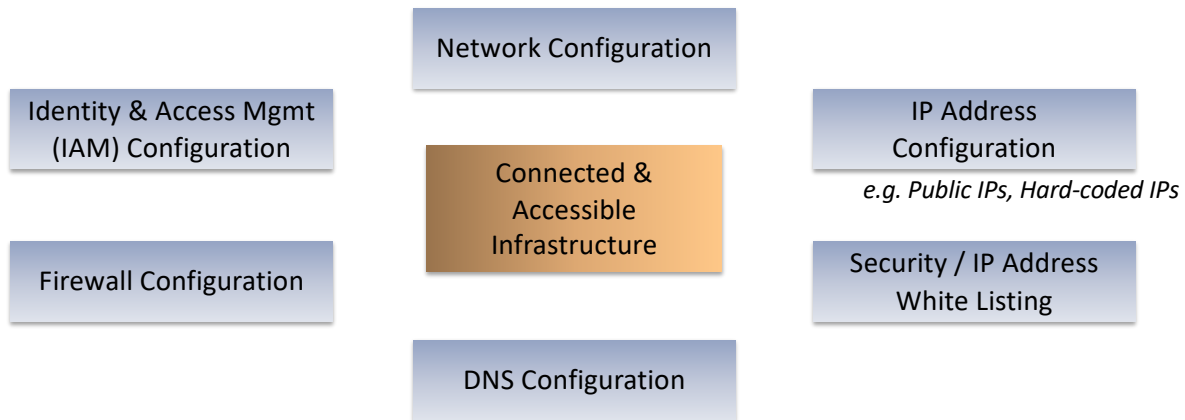 Network Configuration
Identity & Access Mgmt
(IAM) Configuration
IP Address
Configuration
e.g. Public IPs, Hard-coded IPs
Connected &
Accessible
Infrastructure
Firewall Configuration
Security / IP Address
White Listing
DNS Configuration